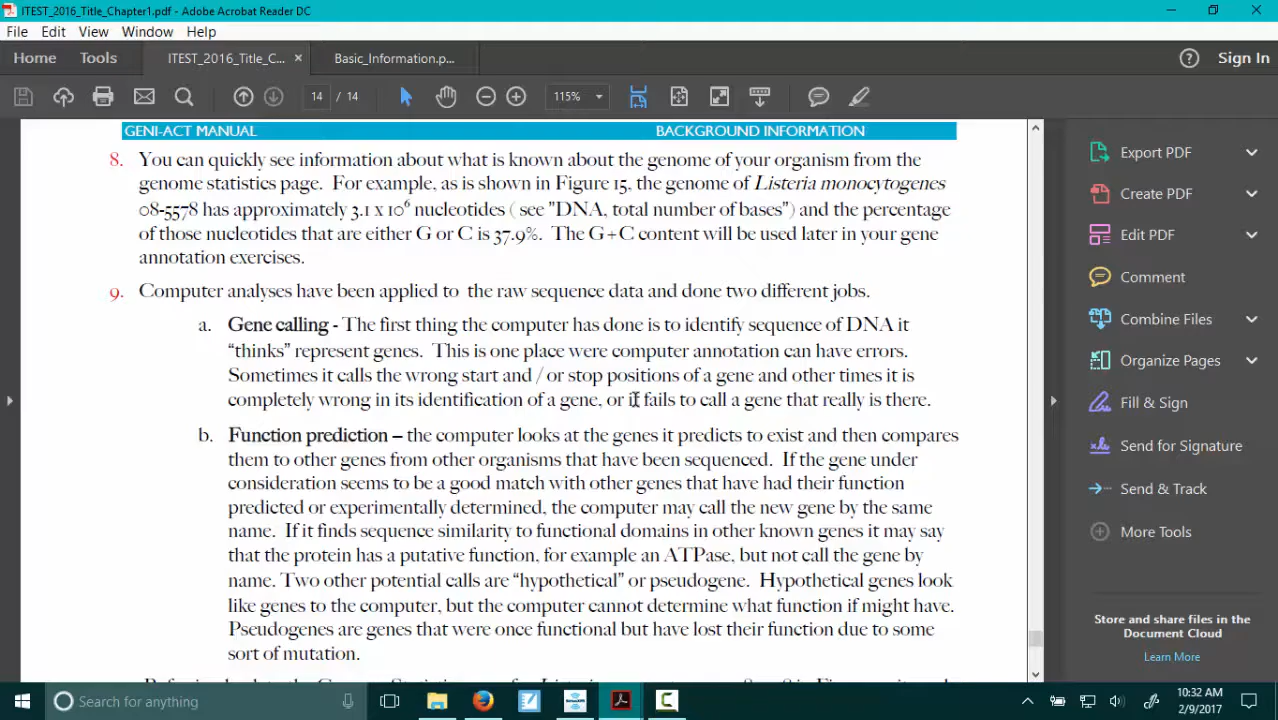 ITEST_2016_Title_Chapter1.pdf - Adobe Acrobat Reader DC
File Edit View Window Help
Home Tools ITEST_2016_Title_C... × Basic_Information.p... Sign In
14 / 14 115%
GENI-ACT MANUAL BACKGROUND INFORMATION
8. You can quickly see information about what is known about the genome of your organism from the
genome statistics page. For example, as is shown in Figure 15, the genome of Listeria monocytogenes
08-5578 has approximately 3.1 x 10⁶ nucleotides ( see "DNA, total number of bases") and the percentage
of those nucleotides that are either G or C is 37.9%. The G+C content will be used later in your gene
annotation exercises.
9. Computer analyses have been applied to the raw sequence data and done two different jobs.
a. Gene calling - The first thing the computer has done is to identify sequence of DNA it
“thinks” represent genes. This is one place were computer annotation can have errors.
Sometimes it calls the wrong start and /or stop positions of a gene and other times it is
completely wrong in its identification of a gene, or it fails to call a gene that really is there.
b. Function prediction – the computer looks at the genes it predicts to exist and then compares
them to other genes from other organisms that have been sequenced. If the gene under
consideration seems to be a good match with other genes that have had their function
predicted or experimentally determined, the computer may call the new gene by the same
name. If it finds sequence similarity to functional domains in other known genes it may say
that the protein has a putative function, for example an ATPase, but not call the gene by
name. Two other potential calls are “hypothetical” or pseudogene. Hypothetical genes look
like genes to the computer, but the computer cannot determine what function if might have.
Pseudogenes are genes that were once functional but have lost their function due to some
sort of mutation.
Export PDF
Create PDF
Edit PDF
Comment
Combine Files
Organize Pages
Fill & Sign
Send for Signature
Send & Track
More Tools
Store and share files in the
Document Cloud
Learn More
Search for anything
10:32 AM
2/9/2017